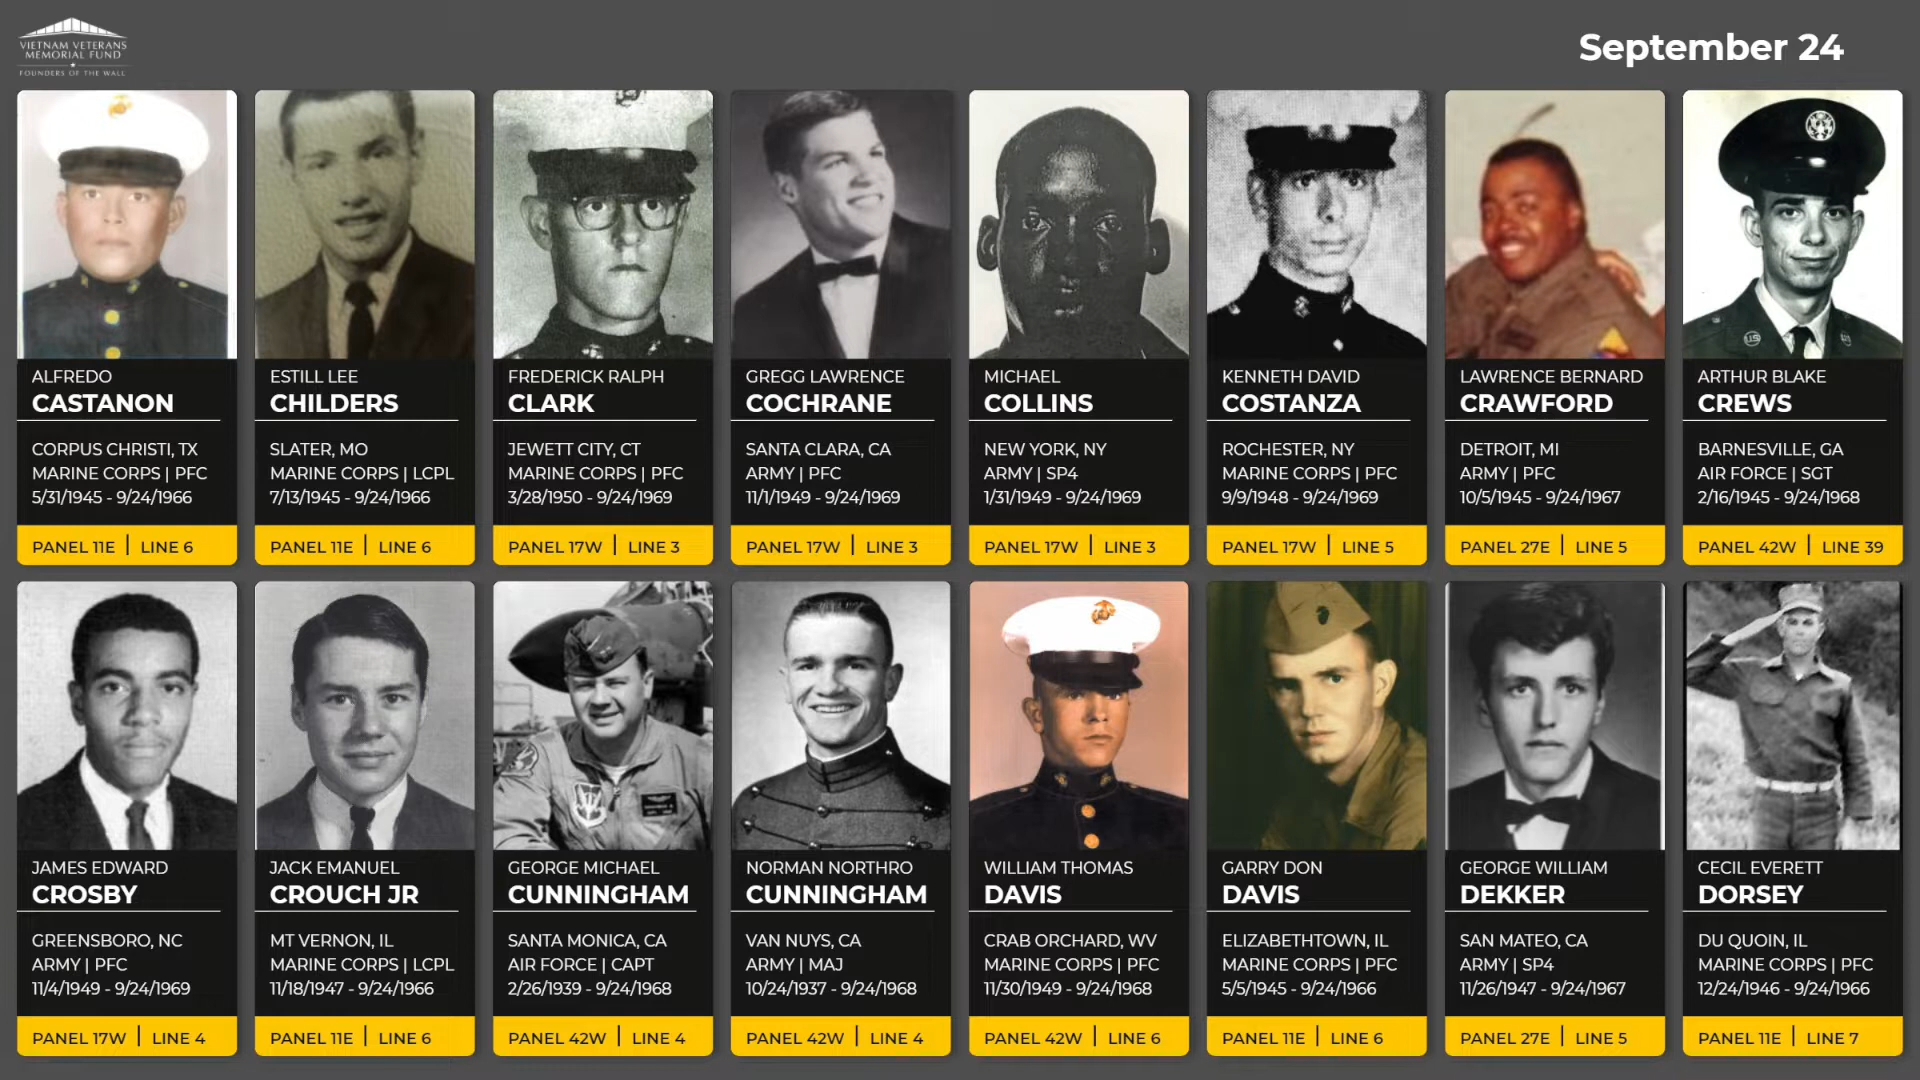 VIETNAM VETERANS
MEMORIAL FUND
FOUNDERS OF THE WALL
September 24
ALFREDO
CASTANON
CORPUS CHRISTI, TX
MARINE CORPS | PFC
5/31/1945 - 9/24/1966
PANEL 11E | LINE 6
ESTILL LEE
CHILDERS
SLATER, MO
MARINE CORPS | LCPL
7/13/1945 - 9/24/1966
PANEL 11E | LINE 6
FREDERICK RALPH
CLARK
JEWETT CITY, CT
MARINE CORPS | PFC
3/28/1950 - 9/24/1969
PANEL 17W | LINE 3
GREGG LAWRENCE
COCHRANE
SANTA CLARA, CA
ARMY | PFC
11/1/1949 - 9/24/1969
PANEL 17W | LINE 3
MICHAEL
COLLINS
NEW YORK, NY
ARMY | SP4
1/31/1949 - 9/24/1969
PANEL 17W | LINE 3
KENNETH DAVID
COSTANZA
ROCHESTER, NY
MARINE CORPS | PFC
9/9/1948 - 9/24/1969
PANEL 17W | LINE 5
LAWRENCE BERNARD
CRAWFORD
DETROIT, MI
ARMY | PFC
10/5/1945 - 9/24/1967
PANEL 27E | LINE 5
ARTHUR BLAKE
CREWS
BARNESVILLE, GA
AIR FORCE | SGT
2/16/1945 - 9/24/1968
PANEL 42W | LINE 39
JAMES EDWARD
CROSBY
GREENSBORO, NC
ARMY | PFC
11/4/1949 - 9/24/1969
PANEL 17W | LINE 4
JACK EMANUEL
CROUCH JR
MT VERNON, IL
MARINE CORPS | LCPL
11/18/1947 - 9/24/1966
PANEL 11E | LINE 6
GEORGE MICHAEL
CUNNINGHAM
SANTA MONICA, CA
AIR FORCE | CAPT
2/26/1939 - 9/24/1968
PANEL 42W | LINE 4
NORMAN NORTHRO
CUNNINGHAM
VAN NUYS, CA
ARMY | MAJ
10/24/1937 - 9/24/1968
PANEL 42W | LINE 4
WILLIAM THOMAS
DAVIS
CRAB ORCHARD, WV
MARINE CORPS | PFC
11/30/1949 - 9/24/1968
PANEL 42W | LINE 6
GARRY DON
DAVIS
ELIZABETHTOWN, IL
MARINE CORPS | PFC
5/5/1945 - 9/24/1966
PANEL 11E | LINE 6
GEORGE WILLIAM
DEKKER
SAN MATEO, CA
ARMY | SP4
11/26/1947 - 9/24/1967
PANEL 27E | LINE 5
CECIL EVERETT
DORSEY
DU QUOIN, IL
MARINE CORPS | PFC
12/24/1946 - 9/24/1966
PANEL 11E | LINE 7